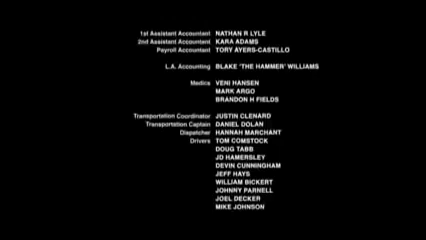 1st Assistant Accountant NATHAN R LYLE
2nd Assistant Accountant KARA ADAMS
Payroll Accountant TORY AYERS-CASTILLO
L.A. Accounting BLAKE "THE HAMMER" WILLIAMS
Medics VENI HANSEN
MARK ARGO
BRANDON H FIELDS
Transportation Coordinator JUSTIN CLENARD
Transportation Captain DANIEL DOLAN
Dispatcher HANNAH MARCHANT
Drivers TOM COMSTOCK
DOUG TABB
JD HAMERSLEY
DEVIN CUNNINGHAM
JEFF HAYS
WILLIAM BICKERT
JOHNNY PARNELL
JOEL DECKER
MIKE JOHNSON